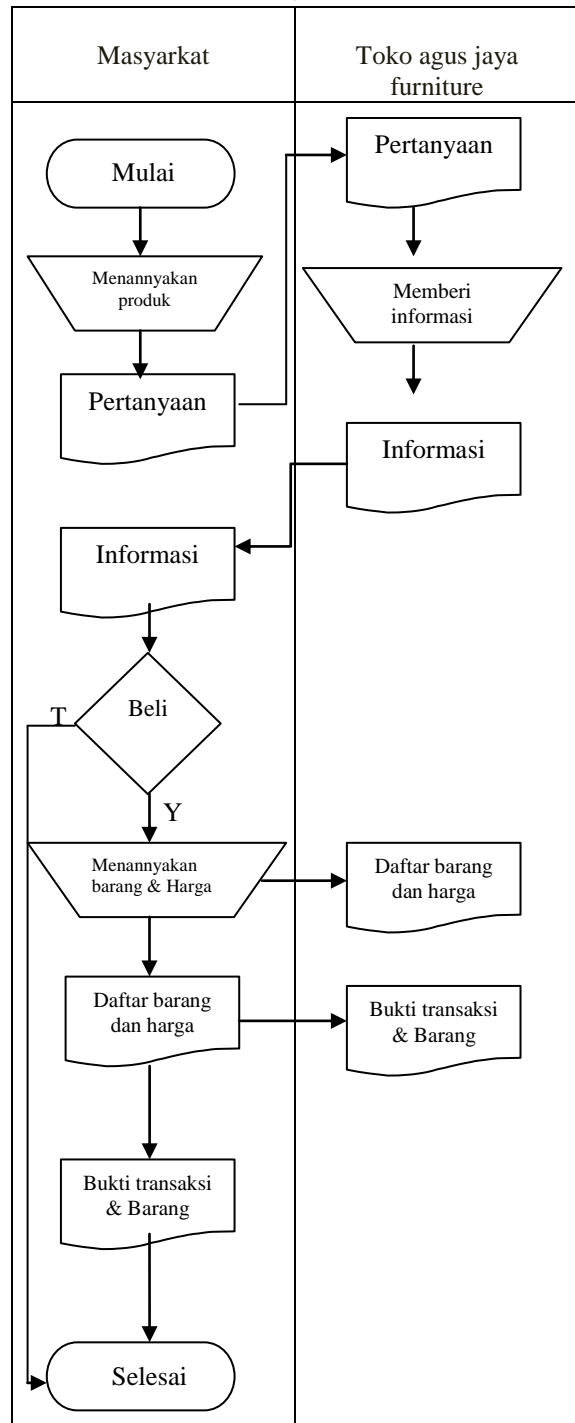 Masyarkat
Toko agus jaya
furniture
Mulai
Menannyakan
produk
Pertanyaan
Pertanyaan
Memberi
informasi
Informasi
Informasi
Beli
T
Y
Menannyakan
barang & Harga
Daftar barang
dan harga
Daftar barang
dan harga
Bukti transaksi
& Barang
Bukti transaksi
& Barang
Selesai